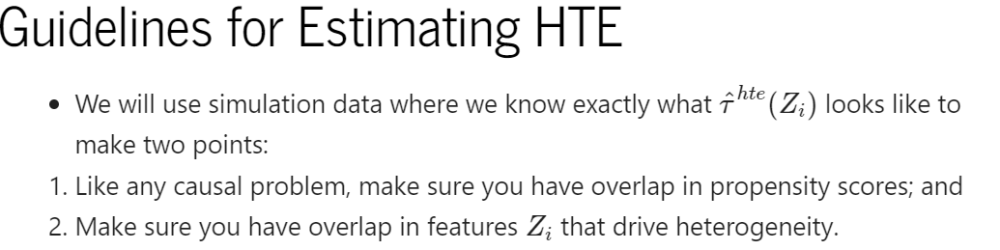 Guidelines for Estimating HTE
• We will use simulation data where we know exactly what τ̂^hte(Z_i) looks like to
make two points:
1. Like any causal problem, make sure you have overlap in propensity scores; and
2. Make sure you have overlap in features Z_i that drive heterogeneity.